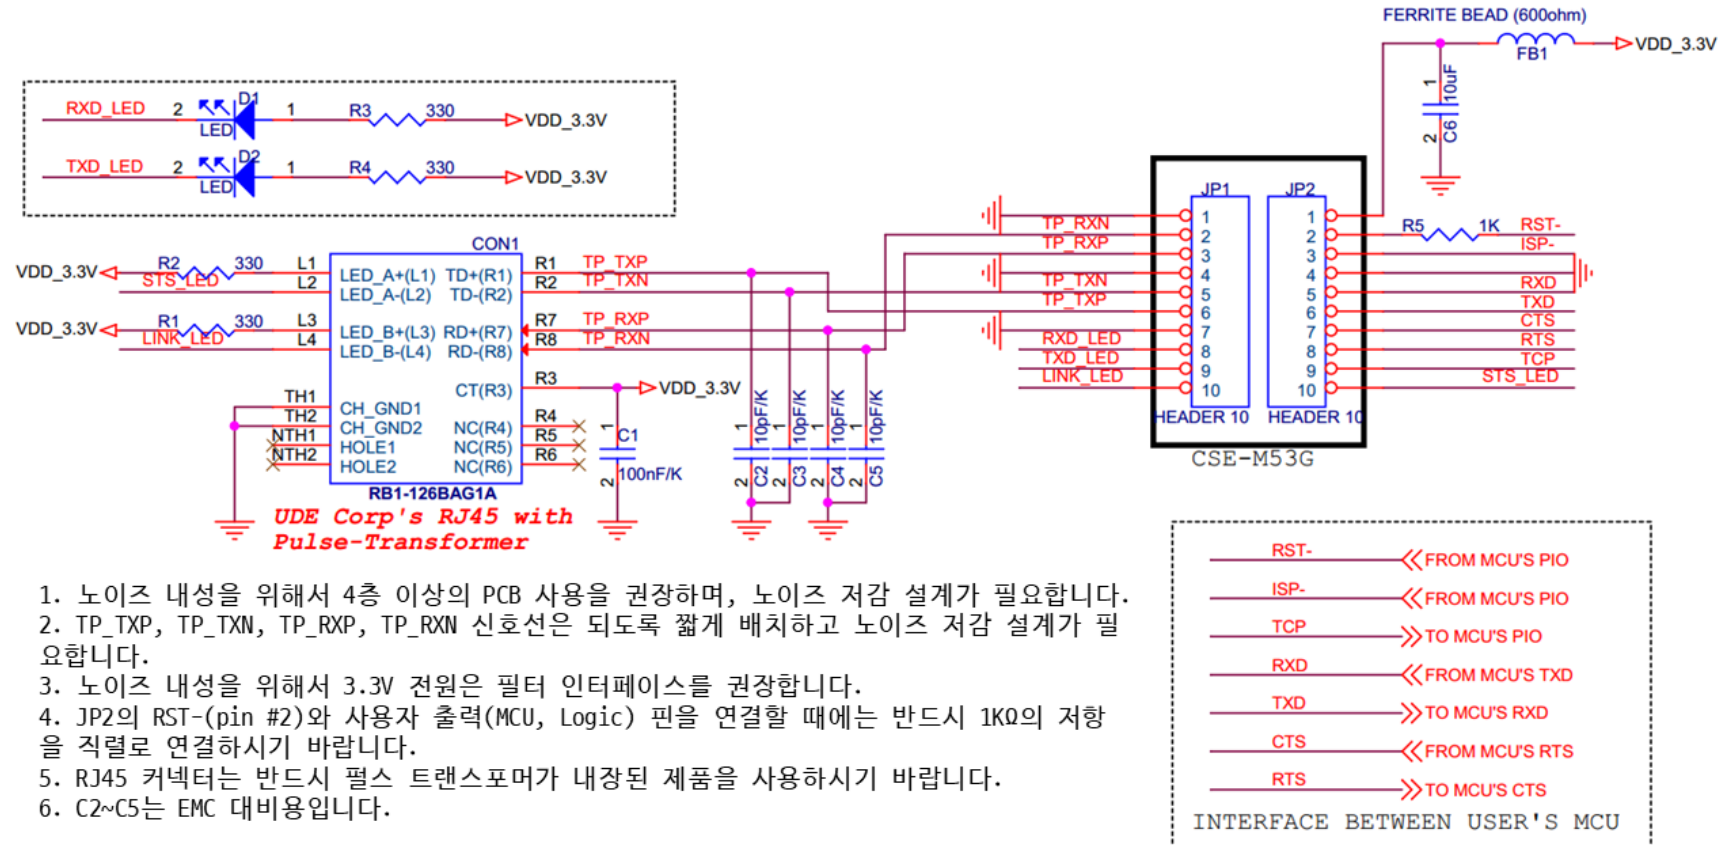 FERRITE BEAD (600ohm)
FB1
VDD_3.3V
1
10uF
2
C6
RXD_LED
2
D1
LED
1
R3
330
VDD_3.3V
TXD_LED
2
D2
LED
1
R4
330
VDD_3.3V
CON1
VDD_3.3V
R2
330
STS_LED
L1
L2
VDD_3.3V
R1
330
LINK_LED
L3
L4
TH1
TH2
NTH1
NTH2
LED_A+(L1)
LED_A-(L2)
LED_B+(L3)
LED_B-(L4)
CH_GND1
CH_GND2
HOLE1
HOLE2
TD+(R1)
TD-(R2)
RD+(R7)
RD-(R8)
CT(R3)
NC(R4)
NC(R5)
NC(R6)
R1
R2
R7
R8
R3
R4
R5
R6
TP_TXP
TP_TXN
TP_RXP
TP_RXN
VDD_3.3V
1
C1
2
100nF/K
1
10pF/K
2
C2
1
10pF/K
2
C3
1
10pF/K
2
C4
1
10pF/K
2
C5
RB1-126BAG1A
UDE Corp's RJ45 with
Pulse-Transformer
TP_RXN
TP_RXP
TP_TXN
TP_TXP
RXD_LED
TXD_LED
LINK_LED
JP1
1
2
3
4
5
6
7
8
9
10
HEADER 10
JP2
1
2
3
4
5
6
7
8
9
10
HEADER 10
CSE-M53G
R5
1K
RST-
ISP-
RXD
TXD
CTS
RTS
TCP
STS_LED
RST-
FROM MCU'S PIO
ISP-
FROM MCU'S PIO
TCP
TO MCU'S PIO
RXD
FROM MCU'S TXD
TXD
TO MCU'S RXD
CTS
FROM MCU'S RTS
RTS
TO MCU'S CTS
INTERFACE BETWEEN USER'S MCU
1. 노이즈 내성을 위해서 4층 이상의 PCB 사용을 권장하며, 노이즈 저감 설계가 필요합니다.
2. TP_TXP, TP_TXN, TP_RXP, TP_RXN 신호선은 되도록 짧게 배치하고 노이즈 저감 설계가 필
요합니다.
3. 노이즈 내성을 위해서 3.3V 전원은 필터 인터페이스를 권장합니다.
4. JP2의 RST-(pin #2)와 사용자 출력(MCU, Logic) 핀을 연결할 때에는 반드시 1KΩ의 저항
을 직렬로 연결하시기 바랍니다.
5. RJ45 커넥터는 반드시 펄스 트랜스포머가 내장된 제품을 사용하시기 바랍니다.
6. C2~C5는 EMC 대비용입니다.